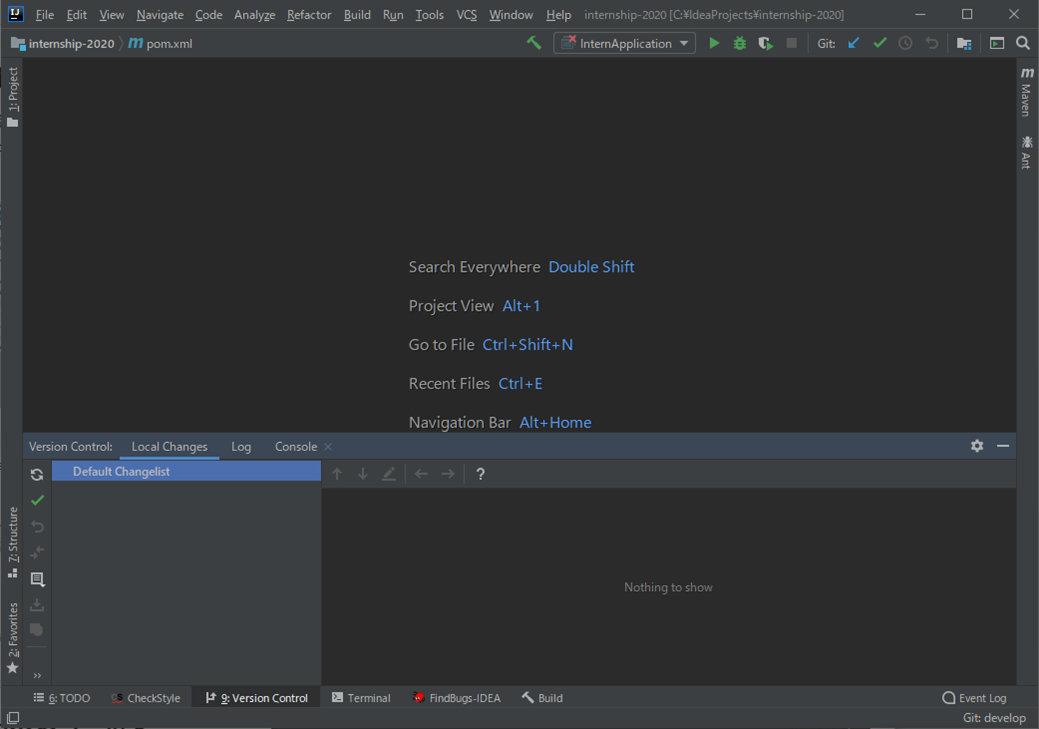 File Edit View Navigate Code Analyze Refactor Build Run Tools VCS Window Help internship-2020 [C:¥IdeaProjects¥internship-2020]
internship-2020 pom.xml InternApplication Git:
1: Project
Maven
Ant
Search Everywhere Double Shift
Project View Alt+1
Go to File Ctrl+Shift+N
Recent Files Ctrl+E
Navigation Bar Alt+Home
Version Control: Local Changes Log Console
Default Changelist
?
7: Structure
Nothing to show
2: Favorites
6: TODO CheckStyle 9: Version Control Terminal FindBugs-IDEA Build Event Log
Git: develop